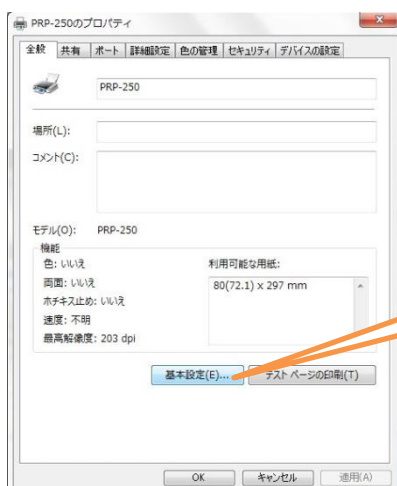 PRP-250のプロパティ
全般 共有 ポート 詳細設定 色の管理 セキュリティ デバイスの設定
PRP-250
場所(L):
コメント(C):
モデル(O): PRP-250
機能
色: いいえ
両面: いいえ
ホチキス止め: いいえ
速度: 不明
最高解像度: 203 dpi
利用可能な用紙:
80(72.1) x 297 mm
基本設定(E)... テスト ページの印刷(T)
OK キャンセル 適用(A)